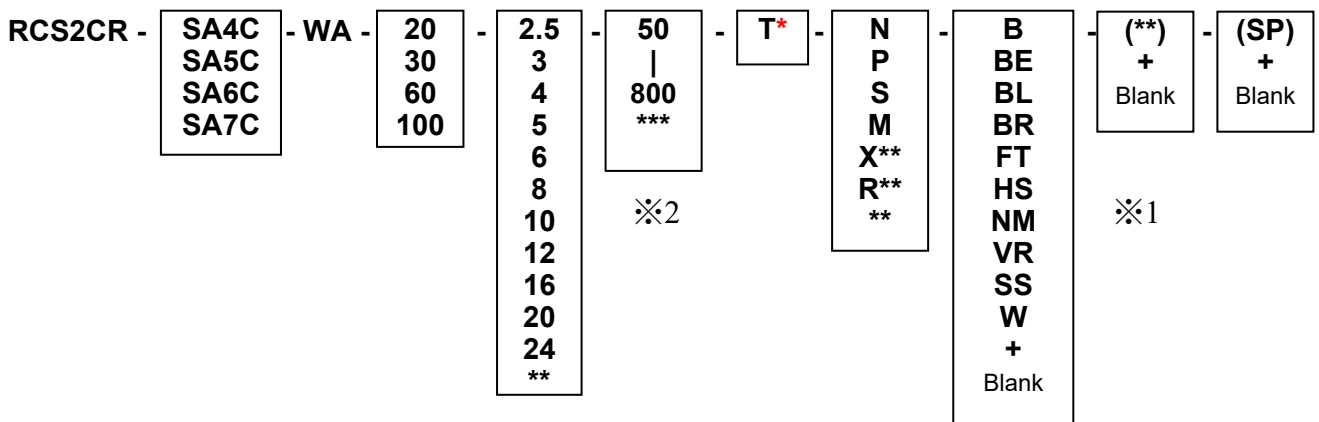 RCS2CR - SA4C - WA - 20 - 2.5 - 50 - T* - N - B - (**) - (SP)
SA5C 30 3 | P BE + +
SA6C 60 4 800 S BL Blank Blank
SA7C 100 5 *** M BR
6 X** FT
8 R** HS
※2 ※1
10 ** NM
12 VR
16 SS
20 W
24 +
** Blank